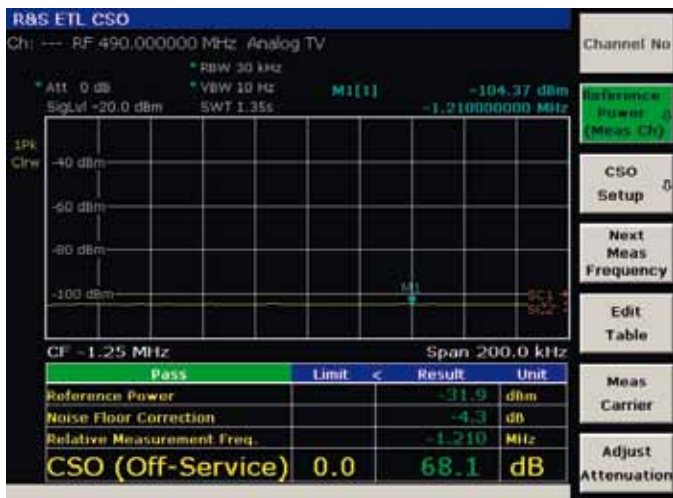 R&S ETL CSO
Ch: --- RF 490.000000 MHz Analog TV
* RBW 30 kHz
* Att 0 dB * VBW 10 Hz M1[1] -104.37 dBm
SigLvl -20.0 dBm SWT 1.35s -1.210000000 MHz
1Pk
Clrw
-40 dBm
-60 dBm
-80 dBm
-100 dBm
M1
CF -1.25 MHz Span 200.0 kHz
Pass Limit < Result Unit
Reference Power -31.9 dBm
Noise Floor Correction -4.3 dB
Relative Measurement Freq. -1.210 MHz
CSO (Off-Service) 0.0 68.1 dB
Channel No
Reference
Power
(Meas Ch)
CSO
Setup
Next
Meas
Frequency
Edit
Table
Meas
Carrier
Adjust
Attenuation